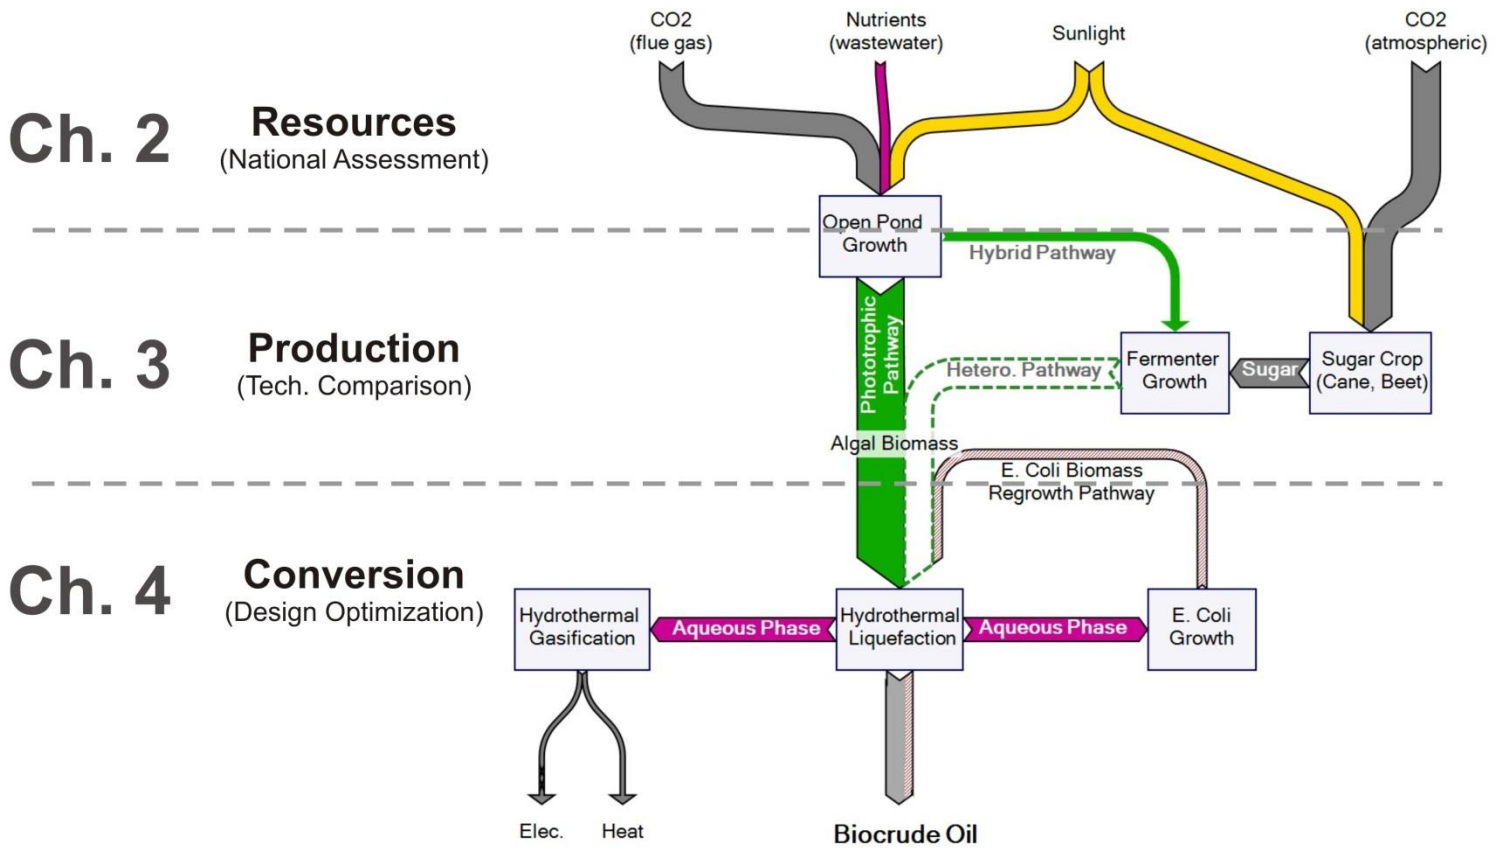 CO2
(flue gas)
Nutrients
(wastewater)
Sunlight
CO2
(atmospheric)
Ch. 2
Resources
(National Assessment)
Open Pond
Growth
Hybrid Pathway
Ch. 3
Production
(Tech. Comparison)
Phototrophic
Pathway
Hetero. Pathway
Fermenter
Growth
Sugar
Sugar Crop
(Cane, Beet)
Algal Biomass
E. Coli Biomass
Regrowth Pathway
Ch. 4
Conversion
(Design Optimization)
Hydrothermal
Gasification
Aqueous Phase
Hydrothermal
Liquefaction
Aqueous Phase
E. Coli
Growth
Elec.
Heat
Biocrude Oil